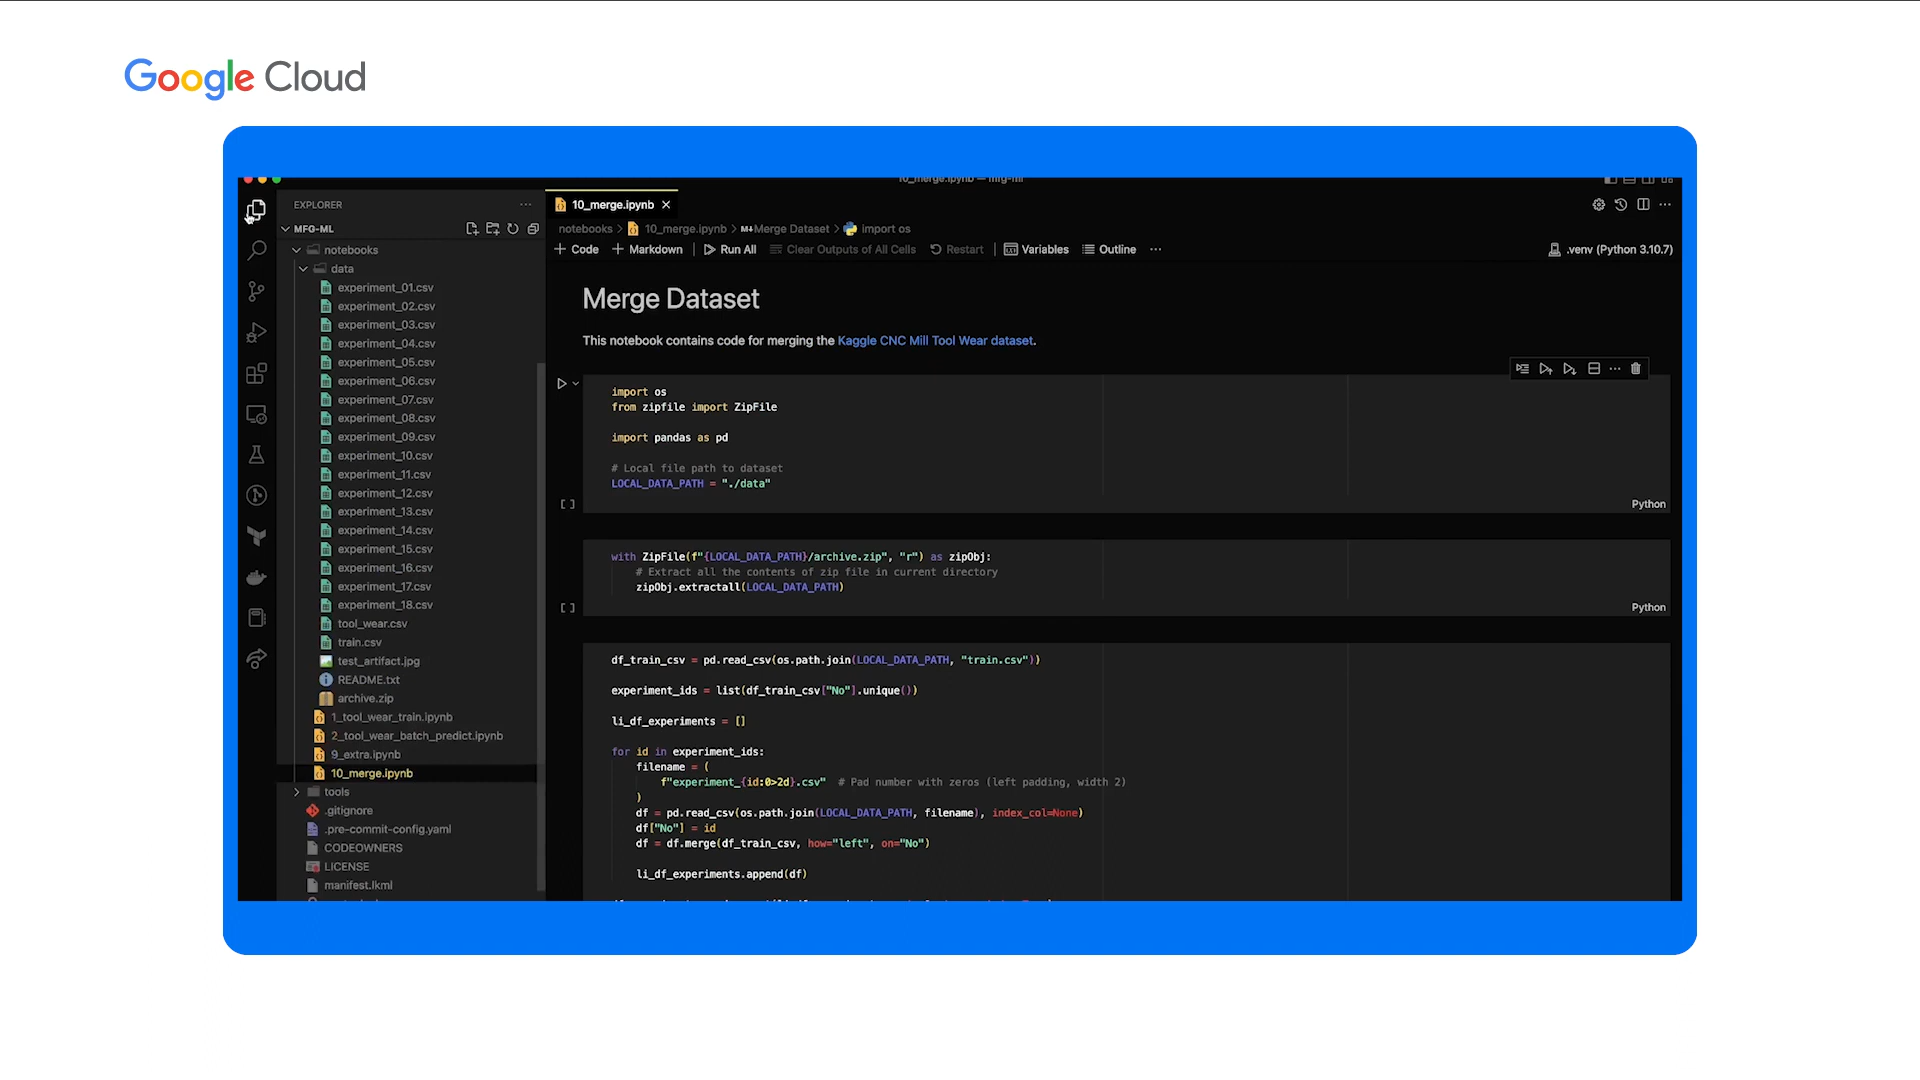 Google Cloud
10_merge.ipynb — mfg-ml
EXPLORER
MFG-ML
notebooks
data
experiment_01.csv
experiment_02.csv
experiment_03.csv
experiment_04.csv
experiment_05.csv
experiment_06.csv
experiment_07.csv
experiment_08.csv
experiment_09.csv
experiment_10.csv
experiment_11.csv
experiment_12.csv
experiment_13.csv
experiment_14.csv
experiment_15.csv
experiment_16.csv
experiment_17.csv
experiment_18.csv
tool_wear.csv
train.csv
test_artifact.jpg
README.txt
archive.zip
1_tool_wear_train.ipynb
2_tool_wear_batch_predict.ipynb
9_extra.ipynb
10_merge.ipynb
tools
.gitignore
.pre-commit-config.yaml
CODEOWNERS
LICENSE
manifest.lkml
10_merge.ipynb
notebooks > 10_merge.ipynb > M↓Merge Dataset > import os
+ Code + Markdown | Run All Clear Outputs of All Cells Restart | Variables Outline ...
.venv (Python 3.10.7)
Merge Dataset
This notebook contains code for merging the Kaggle CNC Mill Tool Wear dataset.
import os
from zipfile import ZipFile
import pandas as pd
# Local file path to dataset
LOCAL_DATA_PATH = "./data"
[ ]
Python
with ZipFile(f"{LOCAL_DATA_PATH}/archive.zip", "r") as zipObj:
# Extract all the contents of zip file in current directory
zipObj.extractall(LOCAL_DATA_PATH)
[ ]
Python
df_train_csv = pd.read_csv(os.path.join(LOCAL_DATA_PATH, "train.csv"))
experiment_ids = list(df_train_csv["No"].unique())
li_df_experiments = []
for id in experiment_ids:
filename = (
f"experiment_{id:0>2d}.csv" # Pad number with zeros (left padding, width 2)
)
df = pd.read_csv(os.path.join(LOCAL_DATA_PATH, filename), index_col=None)
df["No"] = id
df = df.merge(df_train_csv, how="left", on="No")
li_df_experiments.append(df)